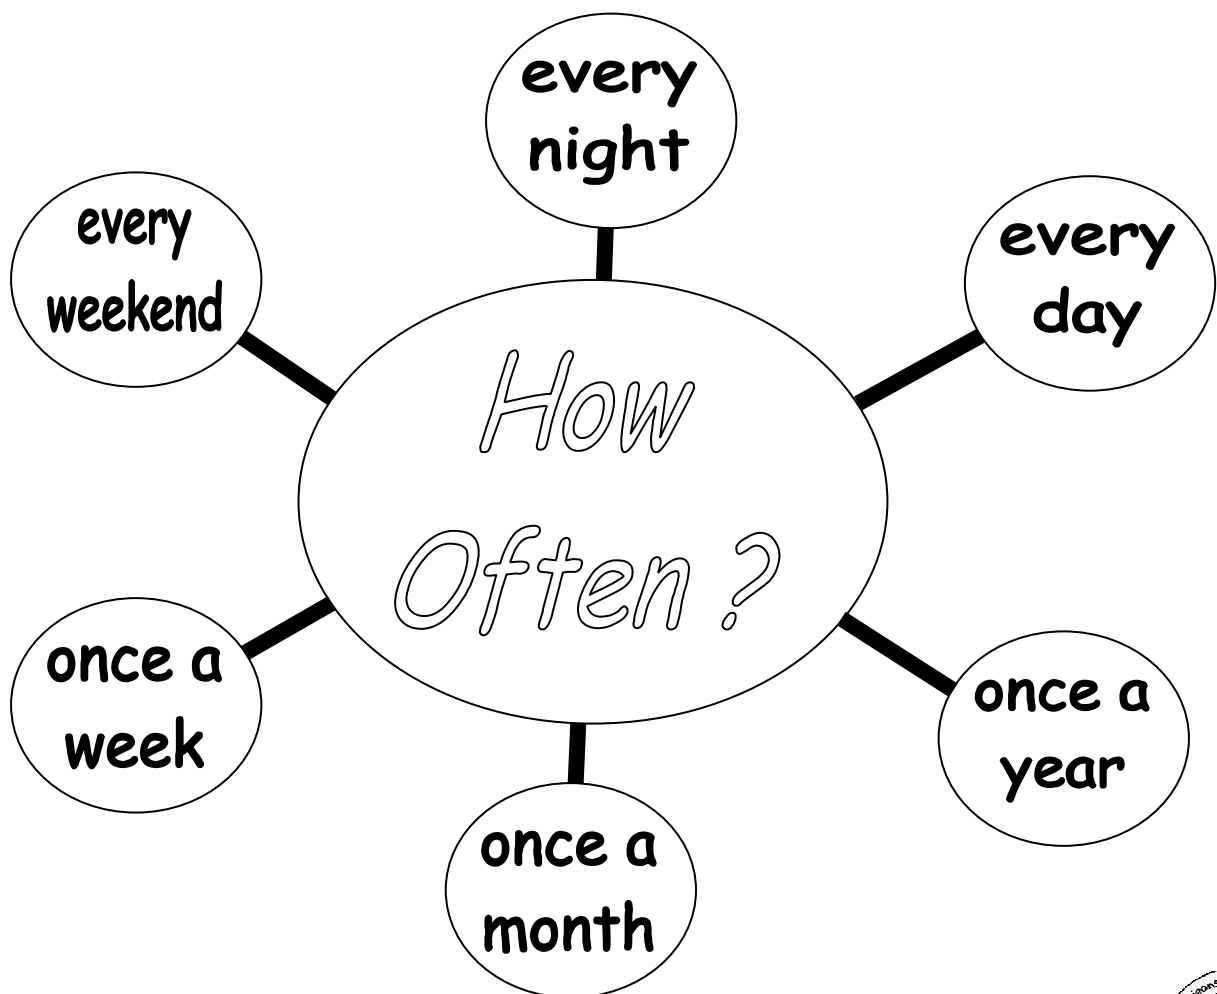 every
night
every
weekend
every
day
How
Often ?
once a
week
once a
year
once a
month